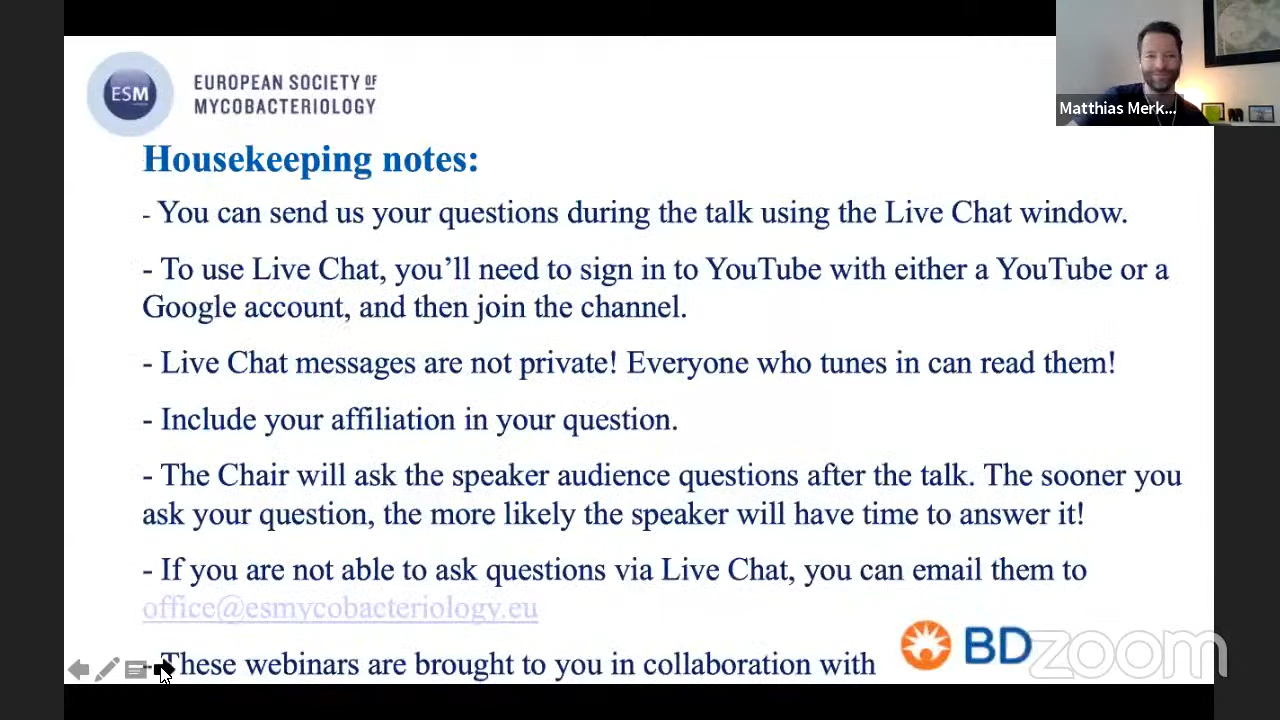 ESM
EUROPEAN SOCIETY OF
MYCOBACTERIOLOGY
Matthias Merk...
Housekeeping notes:
- You can send us your questions during the talk using the Live Chat window.
- To use Live Chat, you’ll need to sign in to YouTube with either a YouTube or a
Google account, and then join the channel.
- Live Chat messages are not private! Everyone who tunes in can read them!
- Include your affiliation in your question.
- The Chair will ask the speaker audience questions after the talk. The sooner you
ask your question, the more likely the speaker will have time to answer it!
- If you are not able to ask questions via Live Chat, you can email them to
office@esmycobacteriology.eu
- These webinars are brought to you in collaboration with
BD
zoom